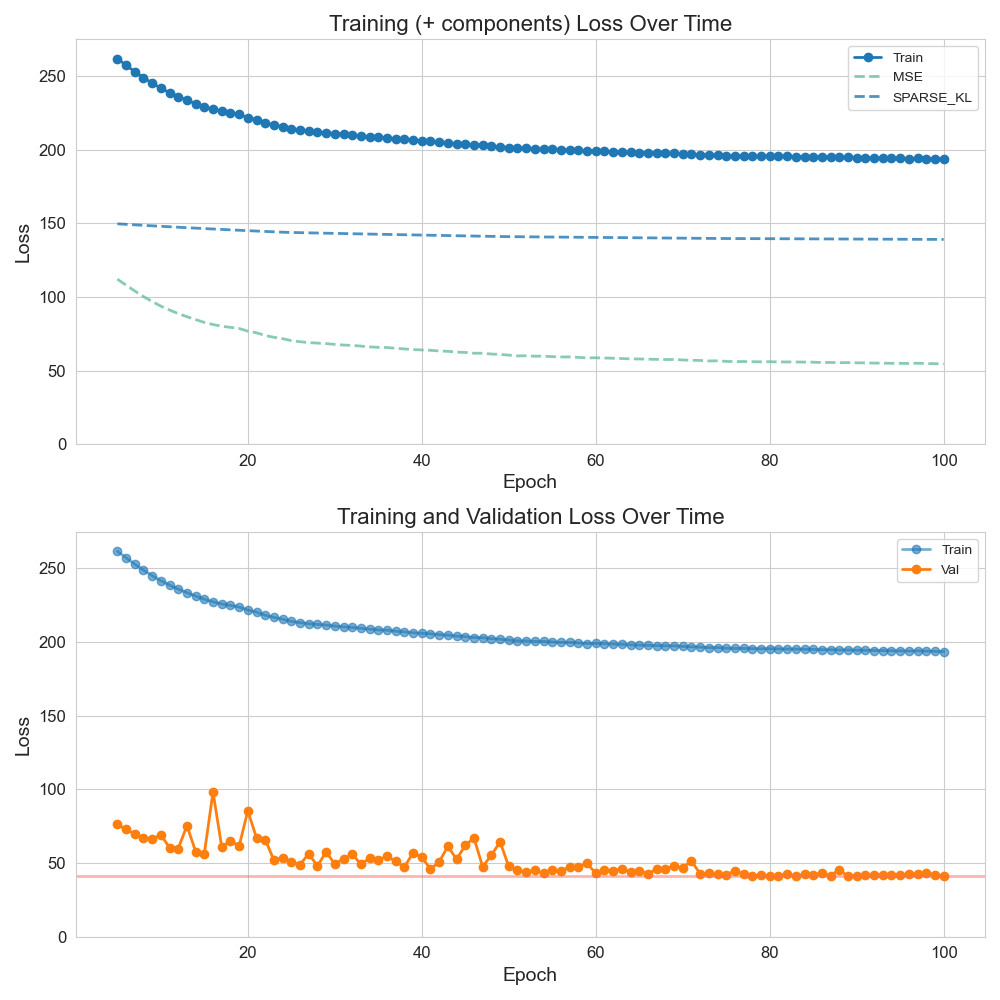 Training (+ components) Loss Over Time
Train
MSE
SPARSE_KL
250
200
150
100
50
0
Loss
20 40 60 80 100
Epoch
Training and Validation Loss Over Time
Train
Val
250
200
150
100
50
0
Loss
20 40 60 80 100
Epoch